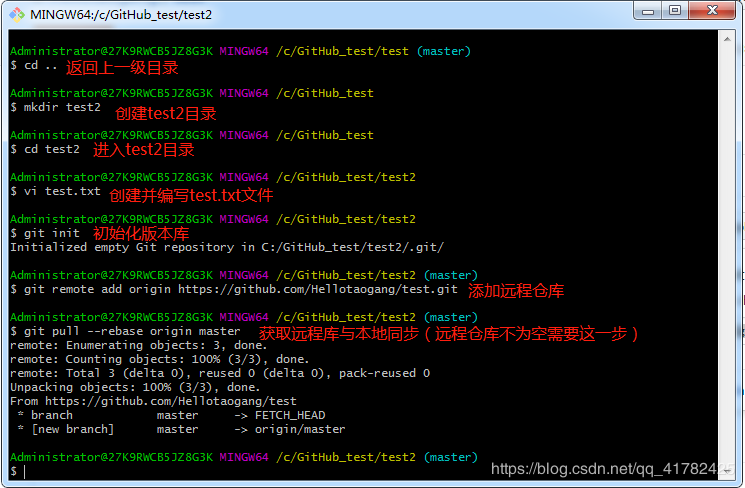 MINGW64:/c/GitHub_test/test2
Administrator@27K9RWCB5JZ8G3K MINGW64 /c/GitHub_test/test (master)
$ cd .. 返回上一级目录
Administrator@27K9RWCB5JZ8G3K MINGW64 /c/GitHub_test
$ mkdir test2 创建test2目录
Administrator@27K9RWCB5JZ8G3K MINGW64 /c/GitHub_test
$ cd test2 进入test2目录
Administrator@27K9RWCB5JZ8G3K MINGW64 /c/GitHub_test/test2
$ vi test.txt 创建并编写test.txt文件
Administrator@27K9RWCB5JZ8G3K MINGW64 /c/GitHub_test/test2
$ git init 初始化版本库
Initialized empty Git repository in C:/GitHub_test/test2/.git/
Administrator@27K9RWCB5JZ8G3K MINGW64 /c/GitHub_test/test2 (master)
$ git remote add origin https://github.com/Hellotaogang/test.git 添加远程仓库
Administrator@27K9RWCB5JZ8G3K MINGW64 /c/GitHub_test/test2 (master)
$ git pull --rebase origin master 获取远程库与本地同步（远程仓库不为空需要这一步）
remote: Enumerating objects: 3, done.
remote: Counting objects: 100% (3/3), done.
remote: Total 3 (delta 0), reused 0 (delta 0), pack-reused 0
Unpacking objects: 100% (3/3), done.
From https://github.com/Hellotaogang/test
* branch master -> FETCH_HEAD
* [new branch] master -> origin/master
Administrator@27K9RWCB5JZ8G3K MINGW64 /c/GitHub_test/test2 (master)
$
https://blog.csdn.net/qq_41782425